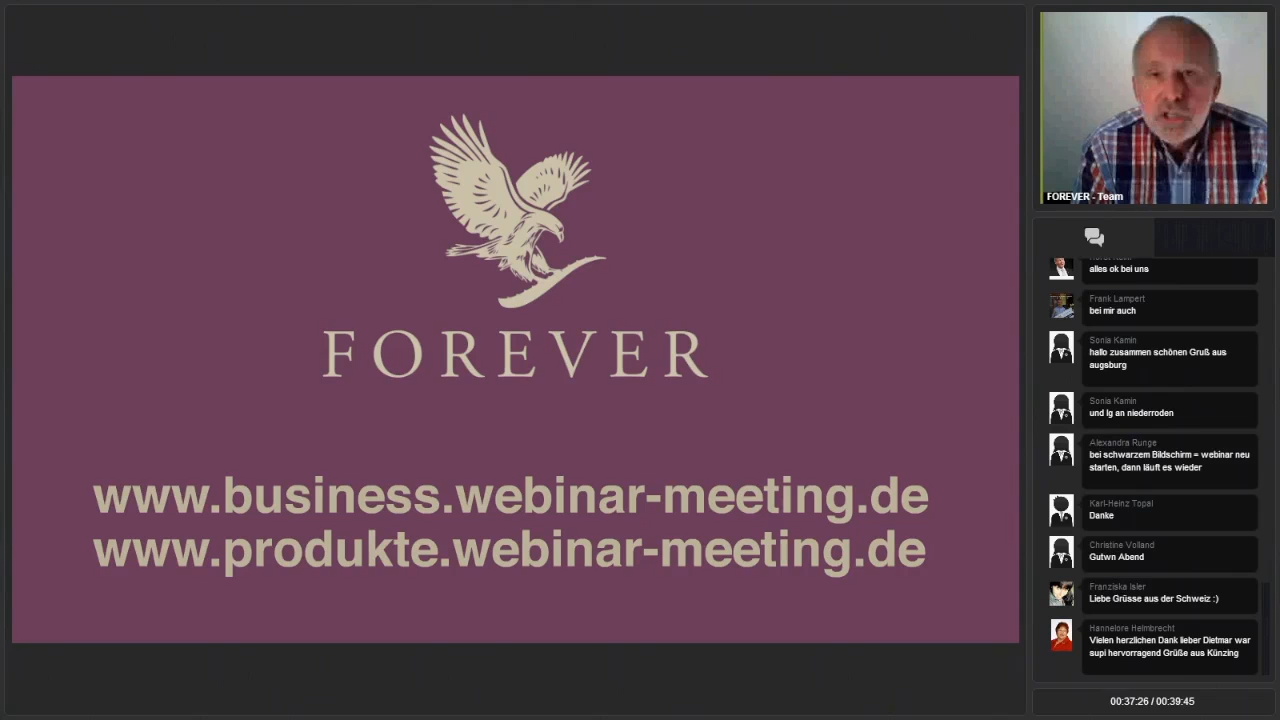 FOREVER
www.business.webinar-meeting.de
www.produkte.webinar-meeting.de
FOREVER - Team
alles ok bei uns
Frank Lampert
bei mir auch
Sonia Kamin
hallo zusammen schönen Gruß aus
augsburg
Sonia Kamin
und lg an niederroden
Alexandra Runge
bei schwarzem Bildschirm = webinar neu
starten, dann läuft es wieder
Karl-Heinz Topal
Danke
Christine Volland
Gutwn Abend
Franziska Isler
Liebe Grüsse aus der Schweiz :)
Hannelore Heimbrecht
Vielen herzlichen Dank lieber Dietmar war
supi hervorragend Grüße aus Künzing
00:37:26 / 00:39:45